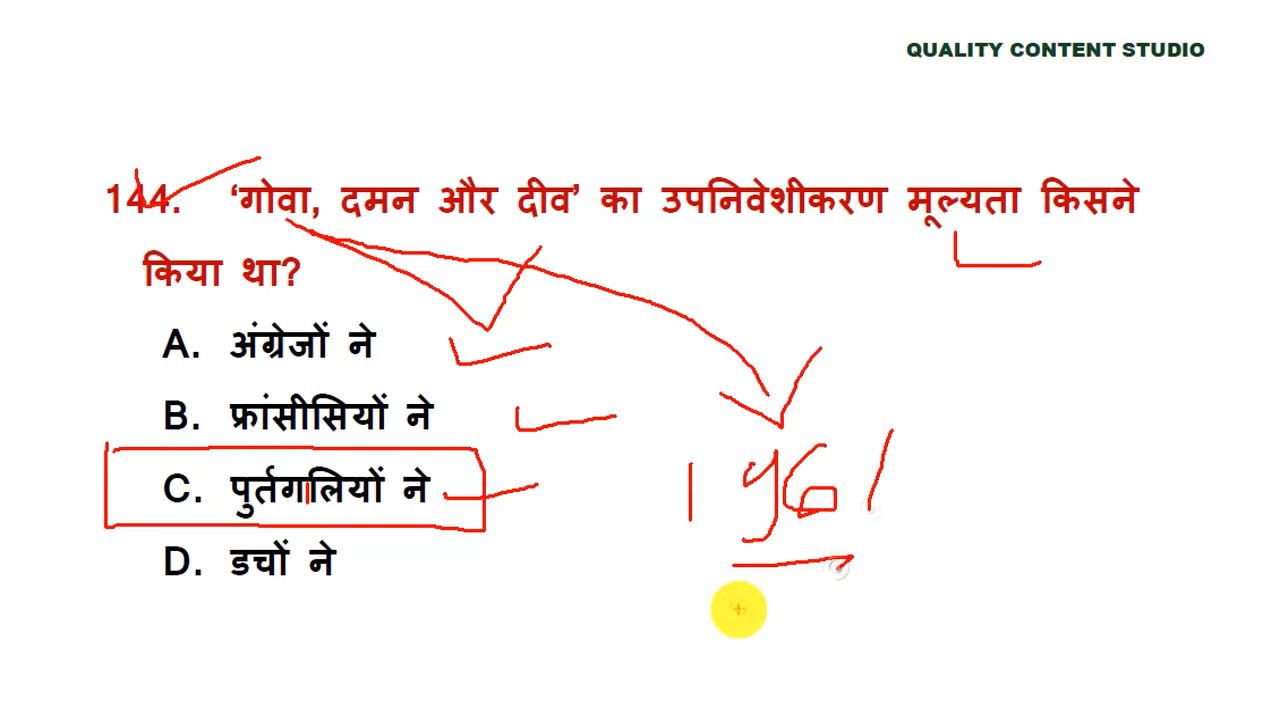 QUALITY CONTENT STUDIO
144. ‘गोवा, दमन और दीव’ का उपनिवेशीकरण मूल्यता किसने
किया था?
A. अंग्रेजों ने
B. फ्रांसीसियों ने
C. पुर्तगालियों ने
D. डचों ने
1961